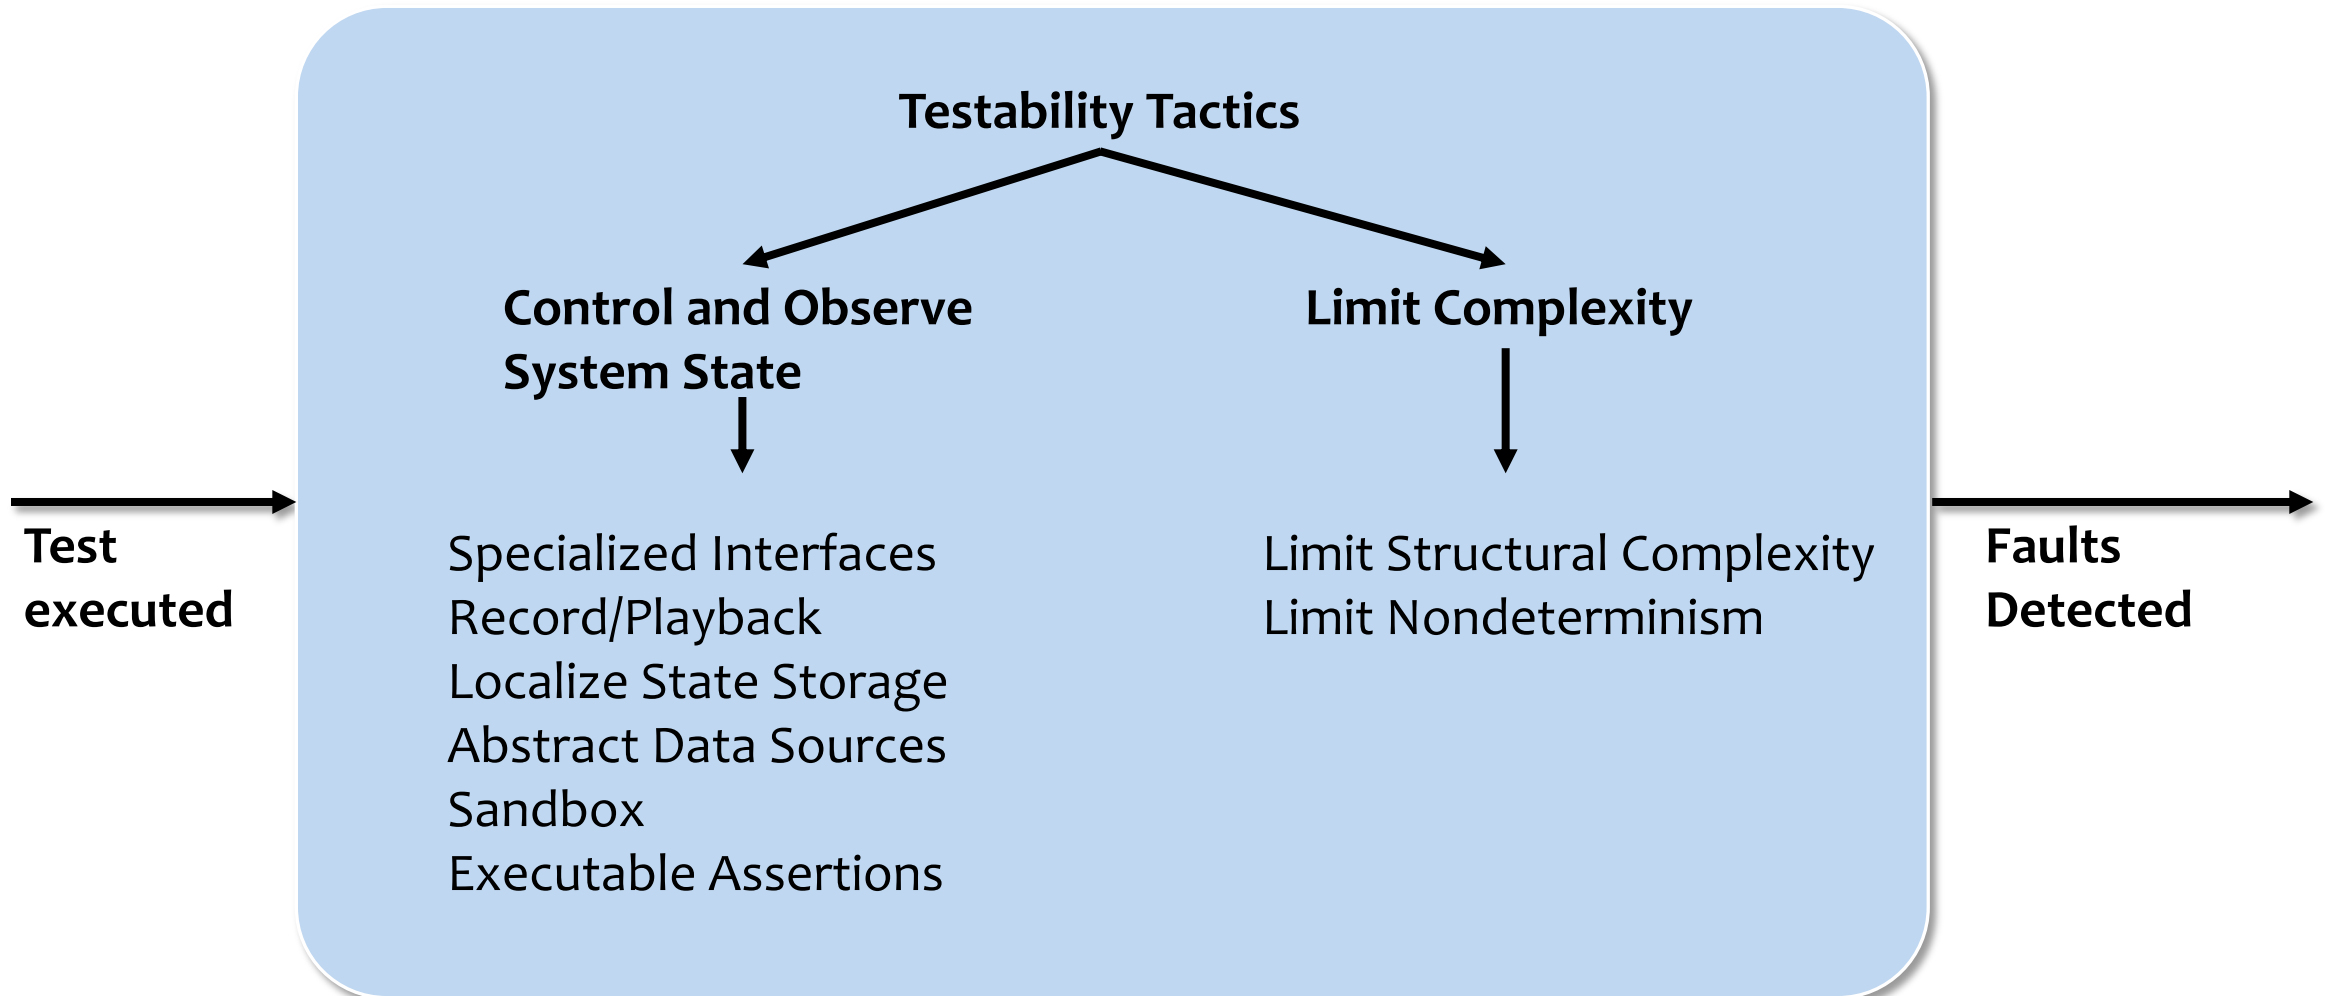 Testability Tactics
Control and Observe
System State
Limit Complexity
Test
executed
Specialized Interfaces
Record/Playback
Localize State Storage
Abstract Data Sources
Sandbox
Executable Assertions
Limit Structural Complexity
Limit Nondeterminism
Faults
Detected